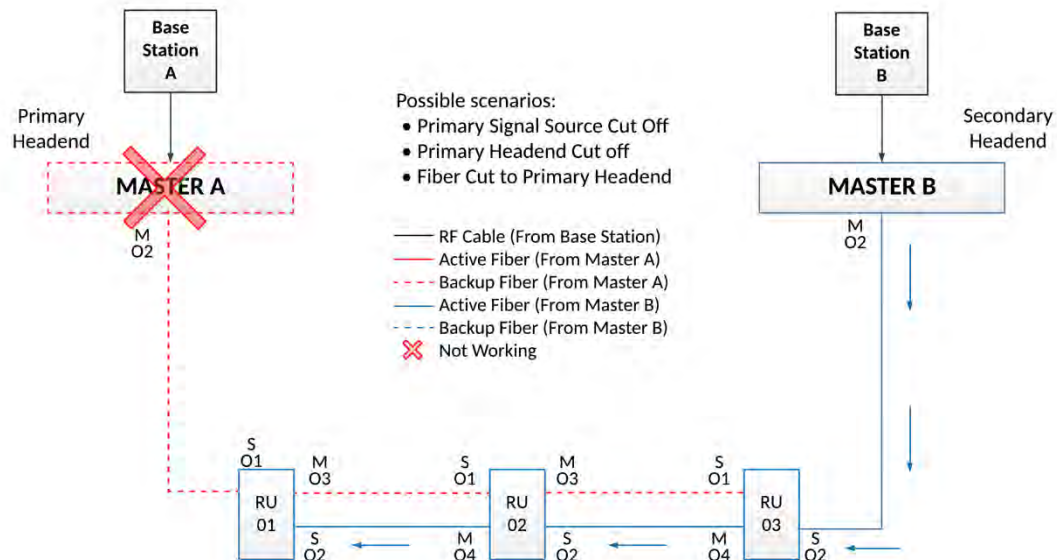 Base
Station
A
Base
Station
B
Primary
Headend
Possible scenarios:
• Primary Signal Source Cut Off
• Primary Headend Cut off
• Fiber Cut to Primary Headend
Secondary
Headend
MASTER A
MASTER B
M
O2
M
O2
RF Cable (From Base Station)
Active Fiber (From Master A)
Backup Fiber (From Master A)
Active Fiber (From Master B)
Backup Fiber (From Master B)
Not Working
S
O1
M
O3
S
O1
M
O3
S
O1
RU
01
RU
02
RU
03
S
O2
M
O4
S
O2
M
O4
S
O2